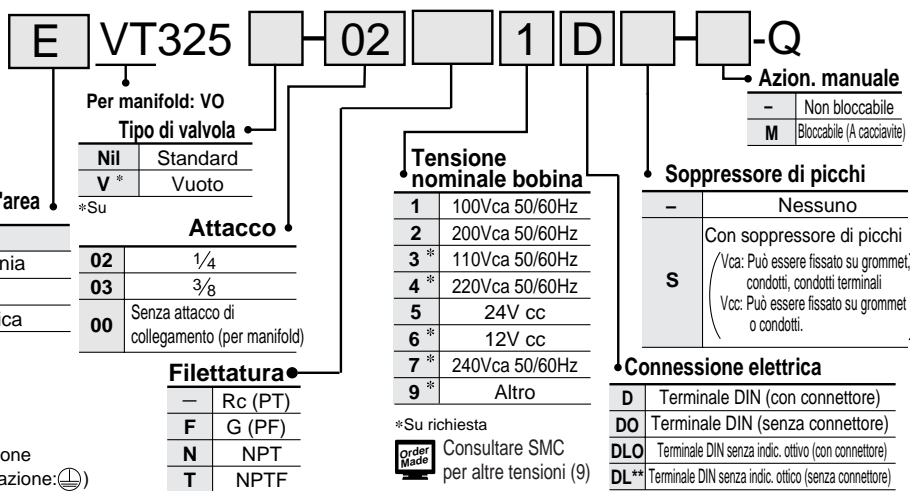 E VT325 - 02 1 D - -Q
Per manifold: VO
Azion. manuale
– Non bloccabile
M Bloccabile (A cacciavite)
Tipo di valvola
Nil Standard
V * Vuoto
*Su
Attacco
02 1/4
03 3/8
00 Senza attacco di
collegamento (per manifold)
'area
nia
ica
Filettatura
– Rc (PT)
F G (PF)
N NPT
T NPTF
one
azione: )
Tensione
nominale bobina
1 100Vca 50/60Hz
2 200Vca 50/60Hz
3 * 110Vca 50/60Hz
4 * 220Vca 50/60Hz
5 24V cc
6 * 12V cc
7 * 240Vca 50/60Hz
9 * Altro
*Su richiesta
Order Made
Consultare SMC
per altre tensioni (9)
Soppressore di picchi
– Nessuno
S Con soppressore di picchi
Vca: Può essere fissato su grommet,
condotti, condotti terminali
Vcc: Può essere fissato su grommet
o condotti.
Connessione elettrica
D Terminale DIN (con connettore)
DO Terminale DIN (senza connettore)
DLO Terminale DIN senza indic. ottivo (con connettore)
DL** Terminale DIN senza indic. ottico (senza connettore)